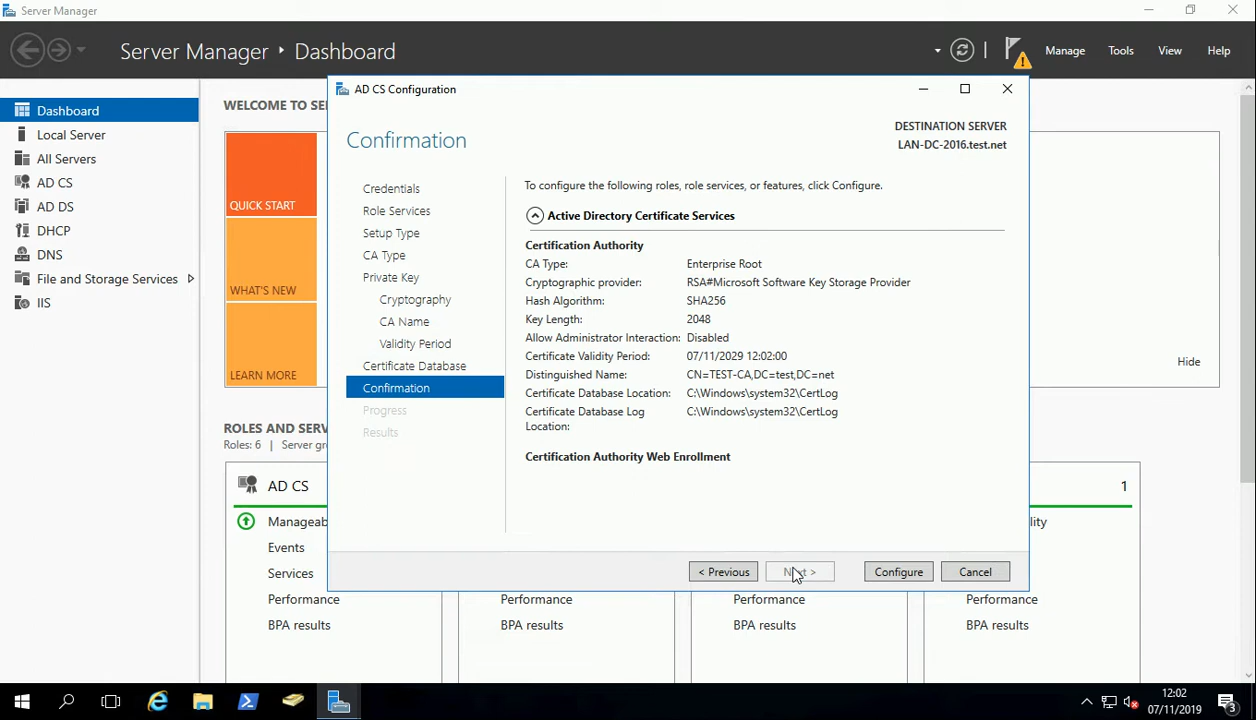 Server Manager
Server Manager ‣ Dashboard
Manage Tools View Help
Dashboard
Local Server
All Servers
AD CS
AD DS
DHCP
DNS
File and Storage Services
IIS
WELCOME TO SE
QUICK START
WHAT'S NEW
LEARN MORE
Hide
ROLES AND SERV
Roles: 6 | Server gr
AD CS
1
Manageab
Events
Services
Performance
BPA results
Performance
BPA results
Performance
BPA results
ility
Performance
BPA results
AD CS Configuration
Confirmation
DESTINATION SERVER
LAN-DC-2016.test.net
Credentials
Role Services
Setup Type
CA Type
Private Key
Cryptography
CA Name
Validity Period
Certificate Database
Confirmation
Progress
Results
To configure the following roles, role services, or features, click Configure.
Active Directory Certificate Services
Certification Authority
CA Type: Enterprise Root
Cryptographic provider: RSA#Microsoft Software Key Storage Provider
Hash Algorithm: SHA256
Key Length: 2048
Allow Administrator Interaction: Disabled
Certificate Validity Period: 07/11/2029 12:02:00
Distinguished Name: CN=TEST-CA,DC=test,DC=net
Certificate Database Location: C:\Windows\system32\CertLog
Certificate Database Log C:\Windows\system32\CertLog
Location:
Certification Authority Web Enrollment
< Previous Next > Configure Cancel
12:02
07/11/2019
3